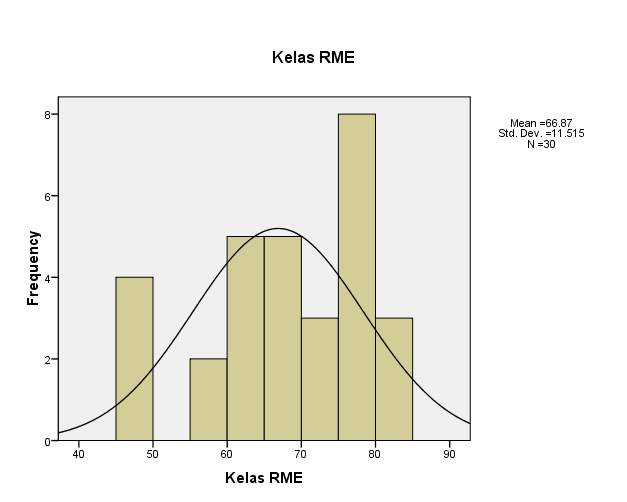 Kelas RME
Mean =66.87
Std. Dev. =11.515
N =30
Frequency
8
6
4
2
0
40 50 60 70 80 90
Kelas RME